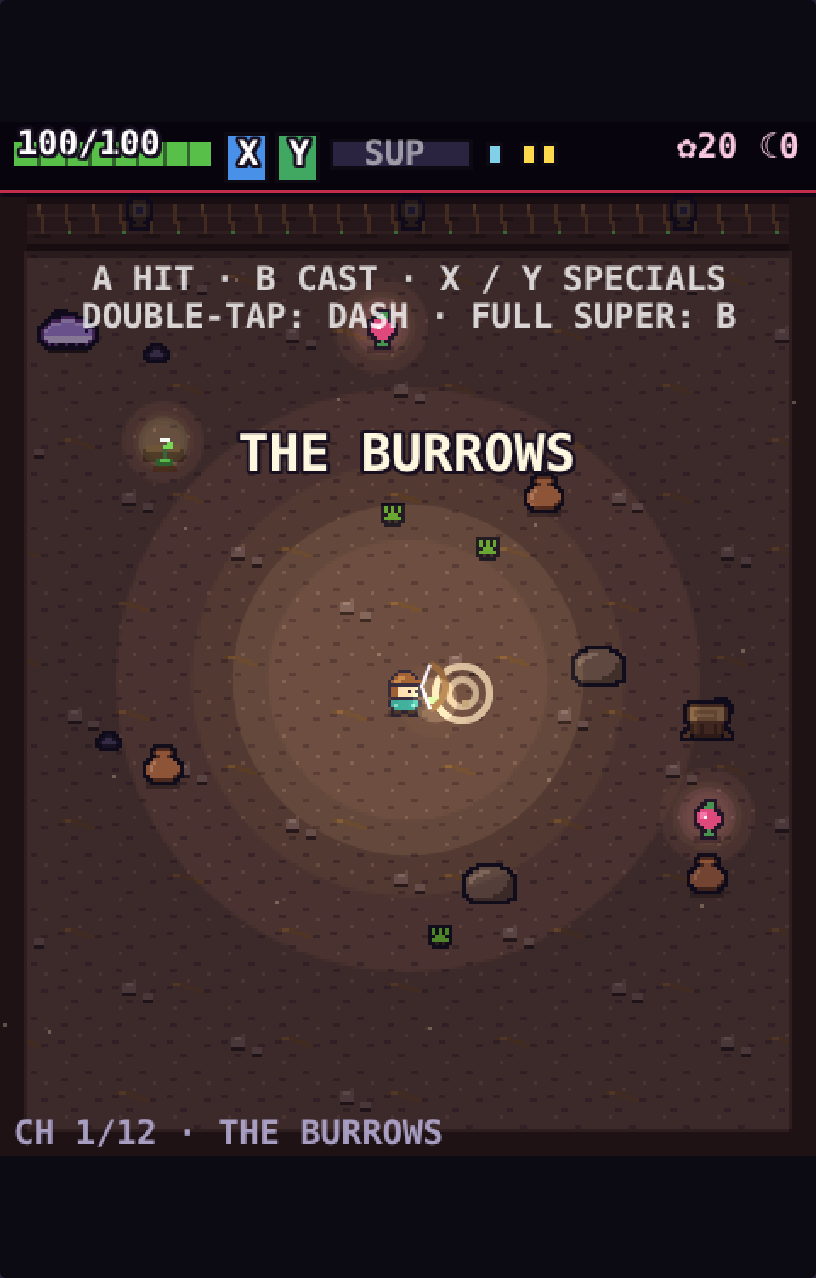 100/100 X Y SUP ✿20 ☾0
A HIT · B CAST · X / Y SPECIALS
DOUBLE-TAP: DASH · FULL SUPER: B
THE BURROWS
CH 1/12 · THE BURROWS